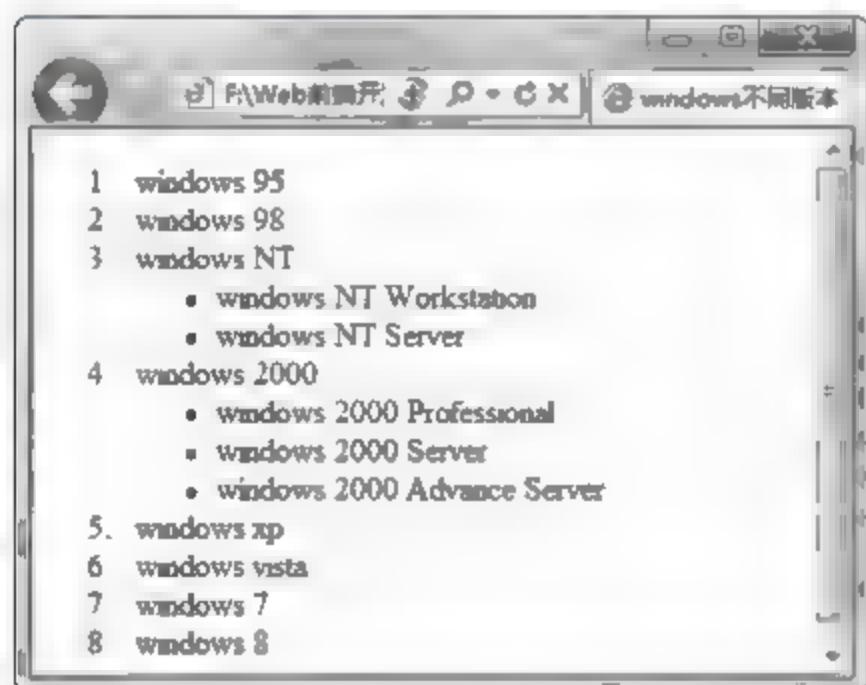 F:\Web前端开 windows不同版本
1 windows 95
2 windows 98
3 windows NT
• windows NT Workstation
• windows NT Server
4 windows 2000
• windows 2000 Professional
• windows 2000 Server
• windows 2000 Advance Server
5. windows xp
6 windows vista
7 windows 7
8 windows 8